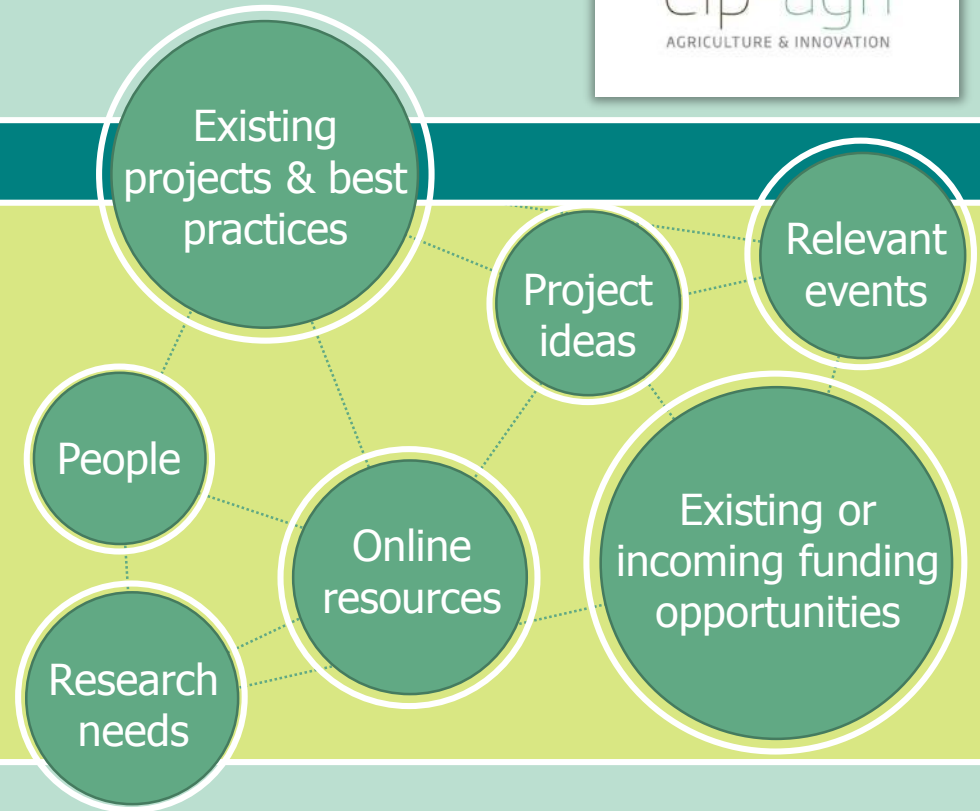 AGRICULTURE & INNOVATION
Existing
projects & best
practices
Relevant
events
Project
ideas
People
Online
resources
Existing or
incoming funding
opportunities
Research
needs